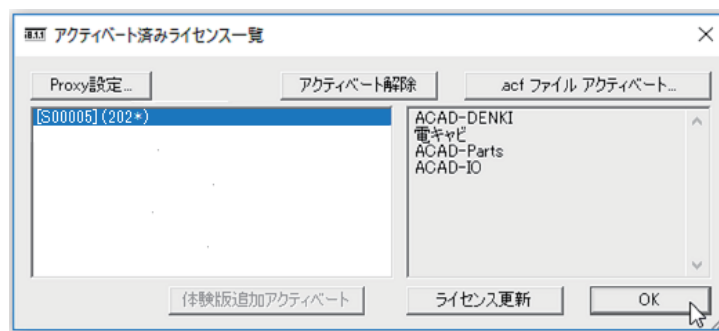 アクティベート済みライセンス一覧
Proxy設定...
アクティベート解除
.acf ファイル アクティベート...
[S00005](202*)
ACAD-DENKI
電キャビ
ACAD-Parts
ACAD-IO
体験版追加アクティベート
ライセンス更新
OK